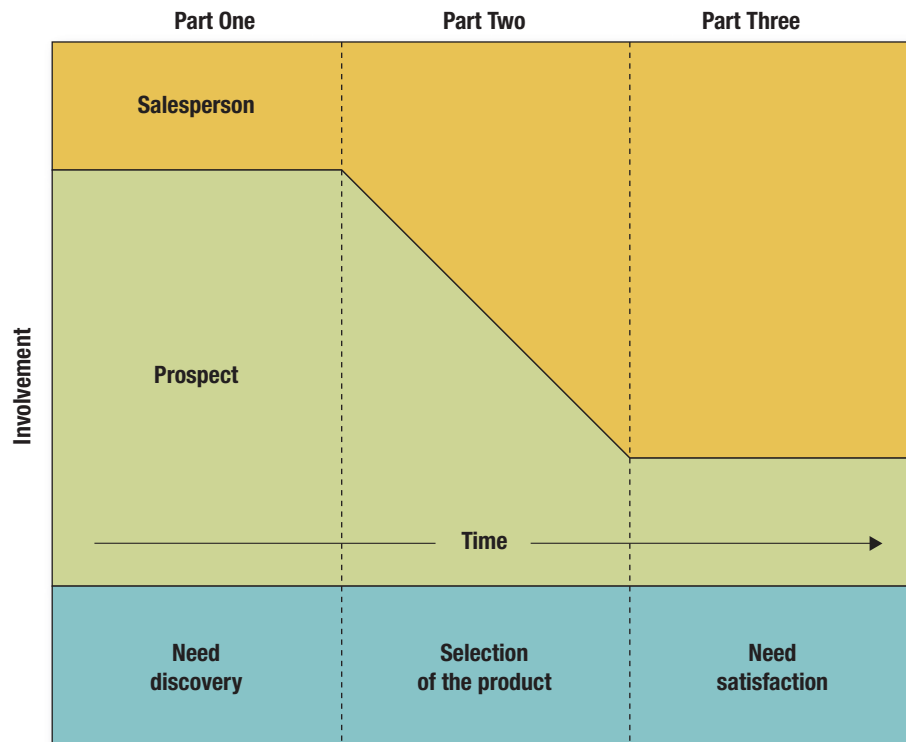 Part One
Part Two
Part Three
Salesperson
Involvement
Prospect
Time
Need
discovery
Selection
of the product
Need
satisfaction